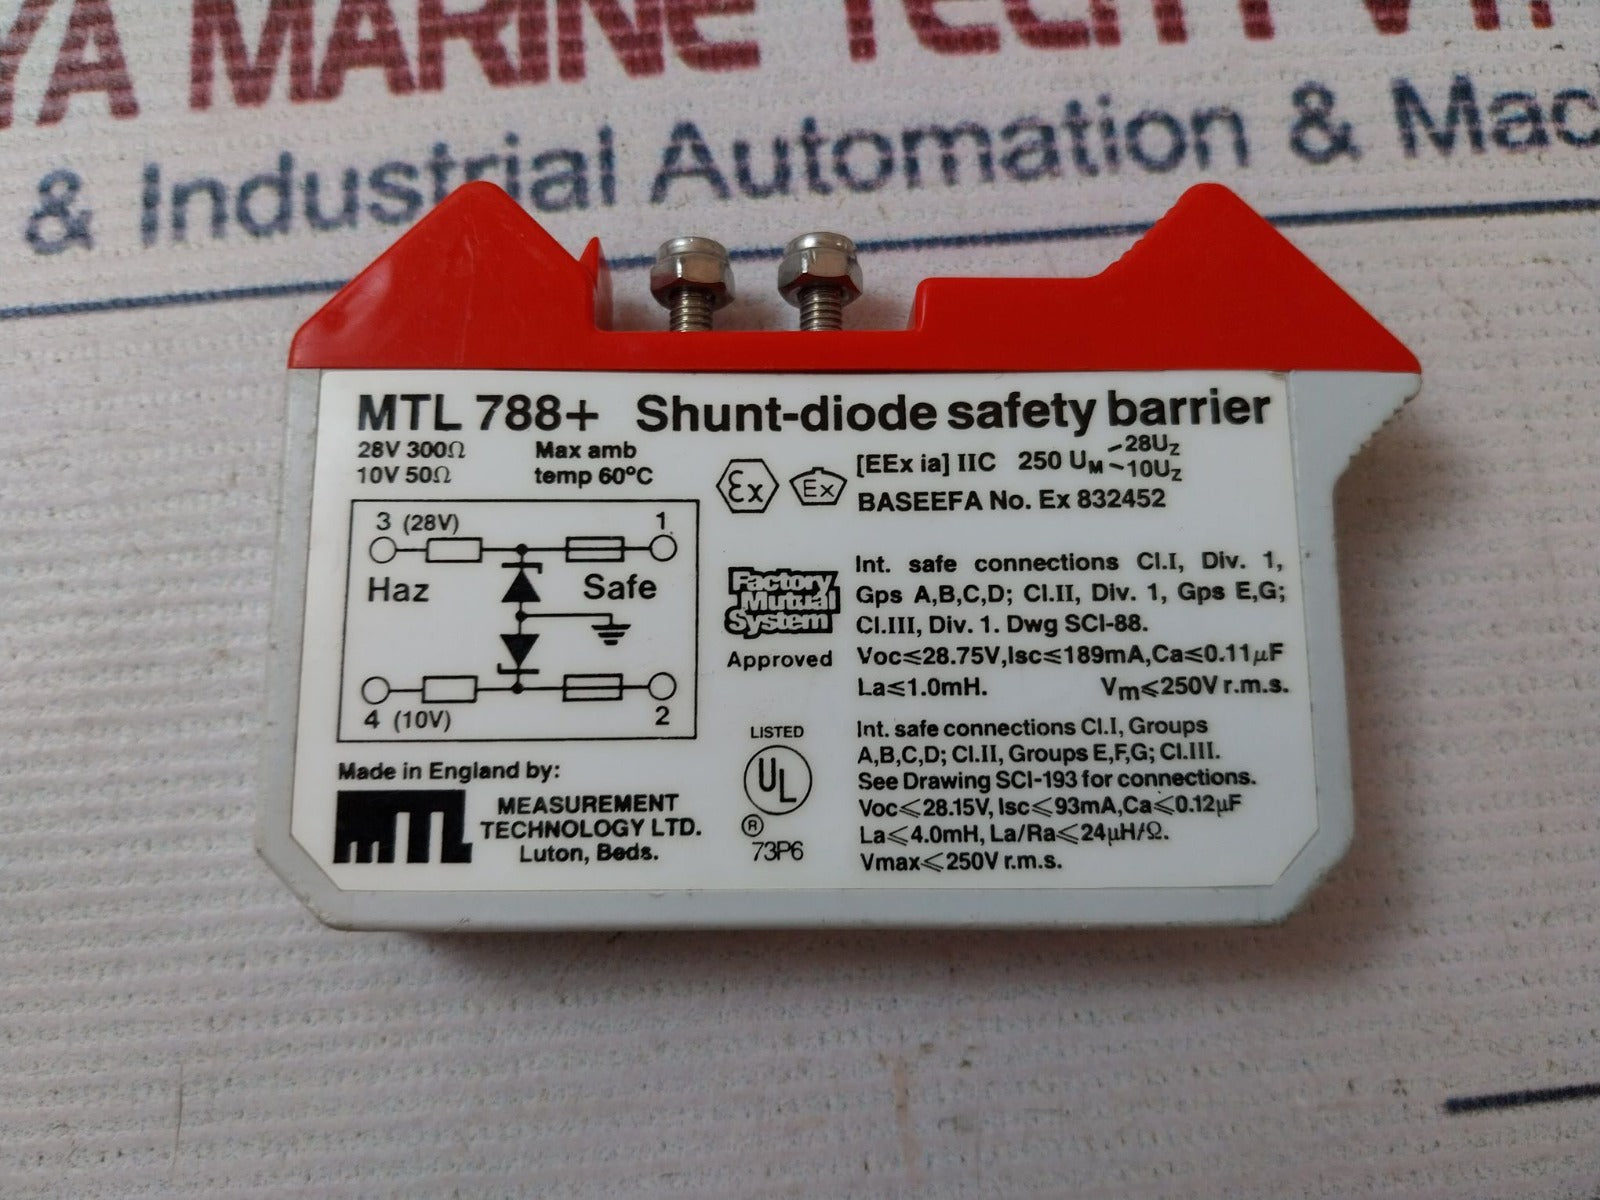 YA MARINE TECH PVT
& Industrial Automation & Mac
MTL 788+ Shunt-diode safety barrier
28V 300Ω
10V 50Ω
Max amb
temp 60°C
3 (28V)
1
Haz
Safe
4 (10V)
2
Made in England by:
MTL
MEASUREMENT
TECHNOLOGY LTD.
Luton, Beds.
Ex
Ex
[EEx ia] IIC 250 UM ~28Uz
~10Uz
BASEEFA No. Ex 832452
Factory
Mutual
System
Approved
Int. safe connections Cl.I, Div. 1,
Gps A,B,C,D; Cl.II, Div. 1, Gps E,G;
Cl.III, Div. 1. Dwg SCI-88.
Voc⩽28.75V,Isc⩽189mA,Ca⩽0.11μF
La⩽1.0mH. Vm⩽250V r.m.s.
LISTED
UL
®
73P6
Int. safe connections Cl.I, Groups
A,B,C,D; Cl.II, Groups E,F,G; Cl.III.
See Drawing SCI-193 for connections.
Voc⩽28.15V, Isc⩽93mA,Ca⩽0.12μF
La⩽4.0mH, La/Ra⩽24μH/Ω.
Vmax⩽250V r.m.s.